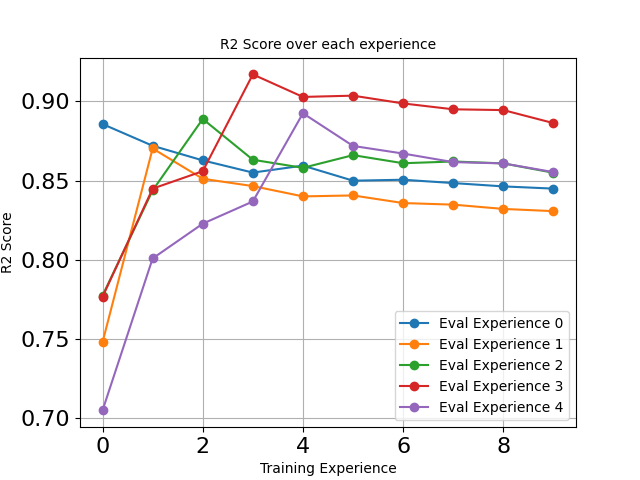 R2 Score over each experience
R2 Score
0.90
0.85
0.80
0.75
0.70
0 2 4 6 8
Training Experience
Eval Experience 0
Eval Experience 1
Eval Experience 2
Eval Experience 3
Eval Experience 4